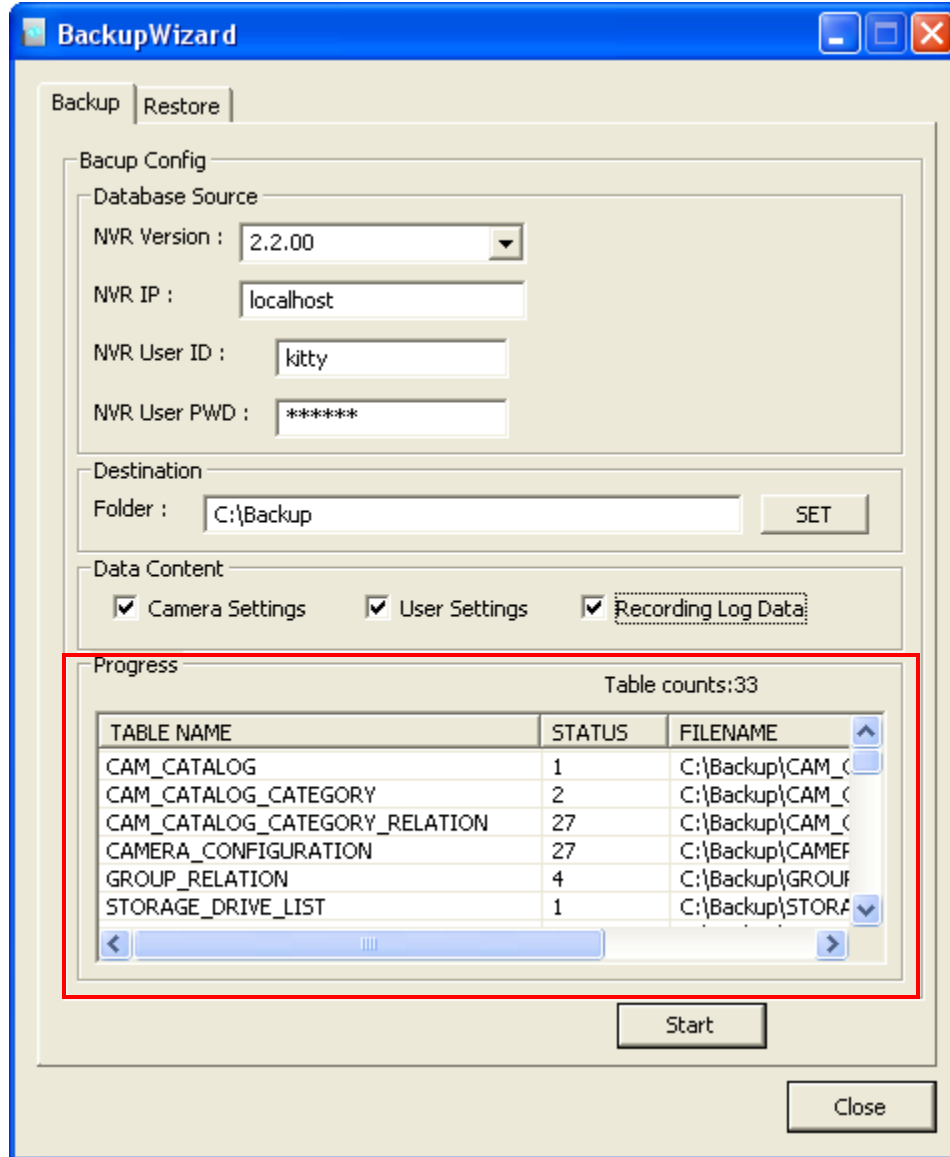 BackupWizard
Backup Restore
Bacup Config
Database Source
NVR Version : 2.2.00
NVR IP : localhost
NVR User ID : kitty
NVR User PWD : ******
Destination
Folder : C:\Backup SET
Data Content
Camera Settings User Settings Recording Log Data
Progress
Table counts:33
TABLE NAME STATUS FILENAME
CAM_CATALOG 1 C:\Backup\CAM_C
CAM_CATALOG_CATEGORY 2 C:\Backup\CAM_C
CAM_CATALOG_CATEGORY_RELATION 27 C:\Backup\CAM_C
CAMERA_CONFIGURATION 27 C:\Backup\CAMER
GROUP_RELATION 4 C:\Backup\GROUP
STORAGE_DRIVE_LIST 1 C:\Backup\STORA
Start
Close